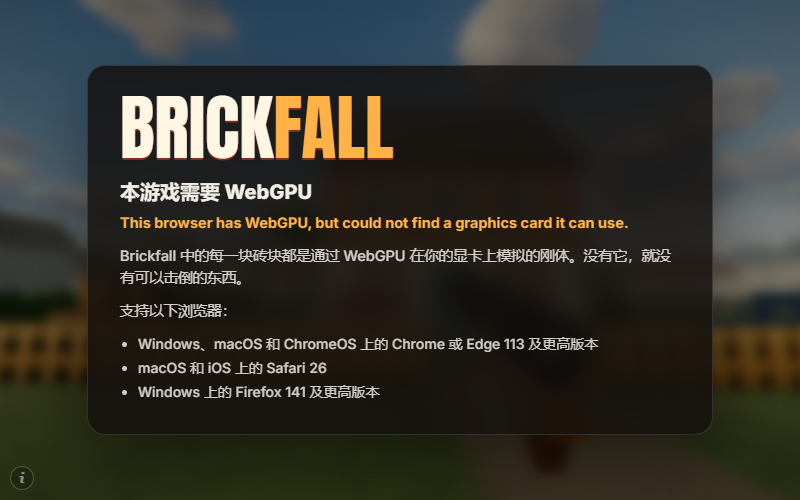 BRICKFALL
本游戏需要 WebGPU
This browser has WebGPU, but could not find a graphics card it can use.
Brickfall 中的每一块砖块都是通过 WebGPU 在你的显卡上模拟的刚体。没有它，就没
有可以击倒的东西。
支持以下浏览器：
• Windows、macOS 和 ChromeOS 上的 Chrome 或 Edge 113 及更高版本
• macOS 和 iOS 上的 Safari 26
• Windows 上的 Firefox 141 及更高版本
i